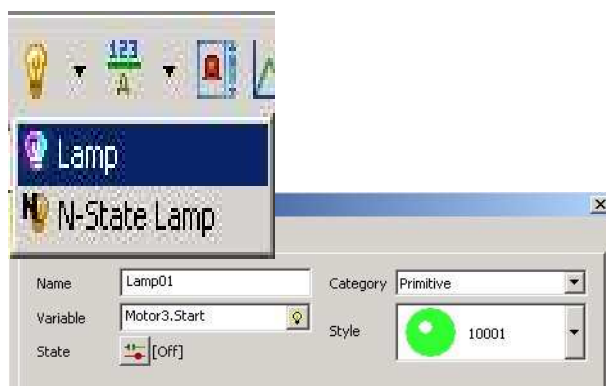 123
A
Lamp
N-State Lamp
Name Lamp01 Category Primitive
Variable Motor3.Start
Style 10001
State [Off]